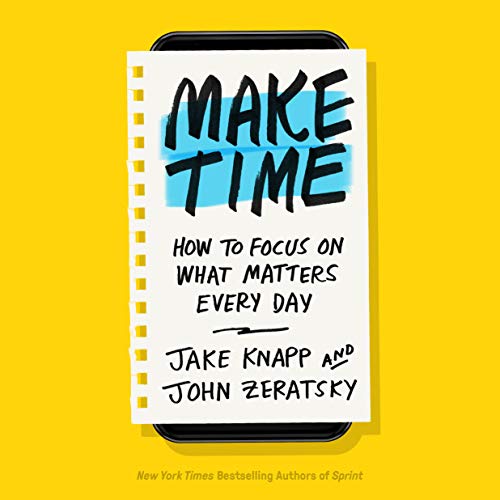 MAKE
TIME
HOW TO FOCUS ON
WHAT MATTERS
EVERY DAY
JAKE KNAPP AND
JOHN ZERATSKY
New York Times Bestselling Authors of Sprint